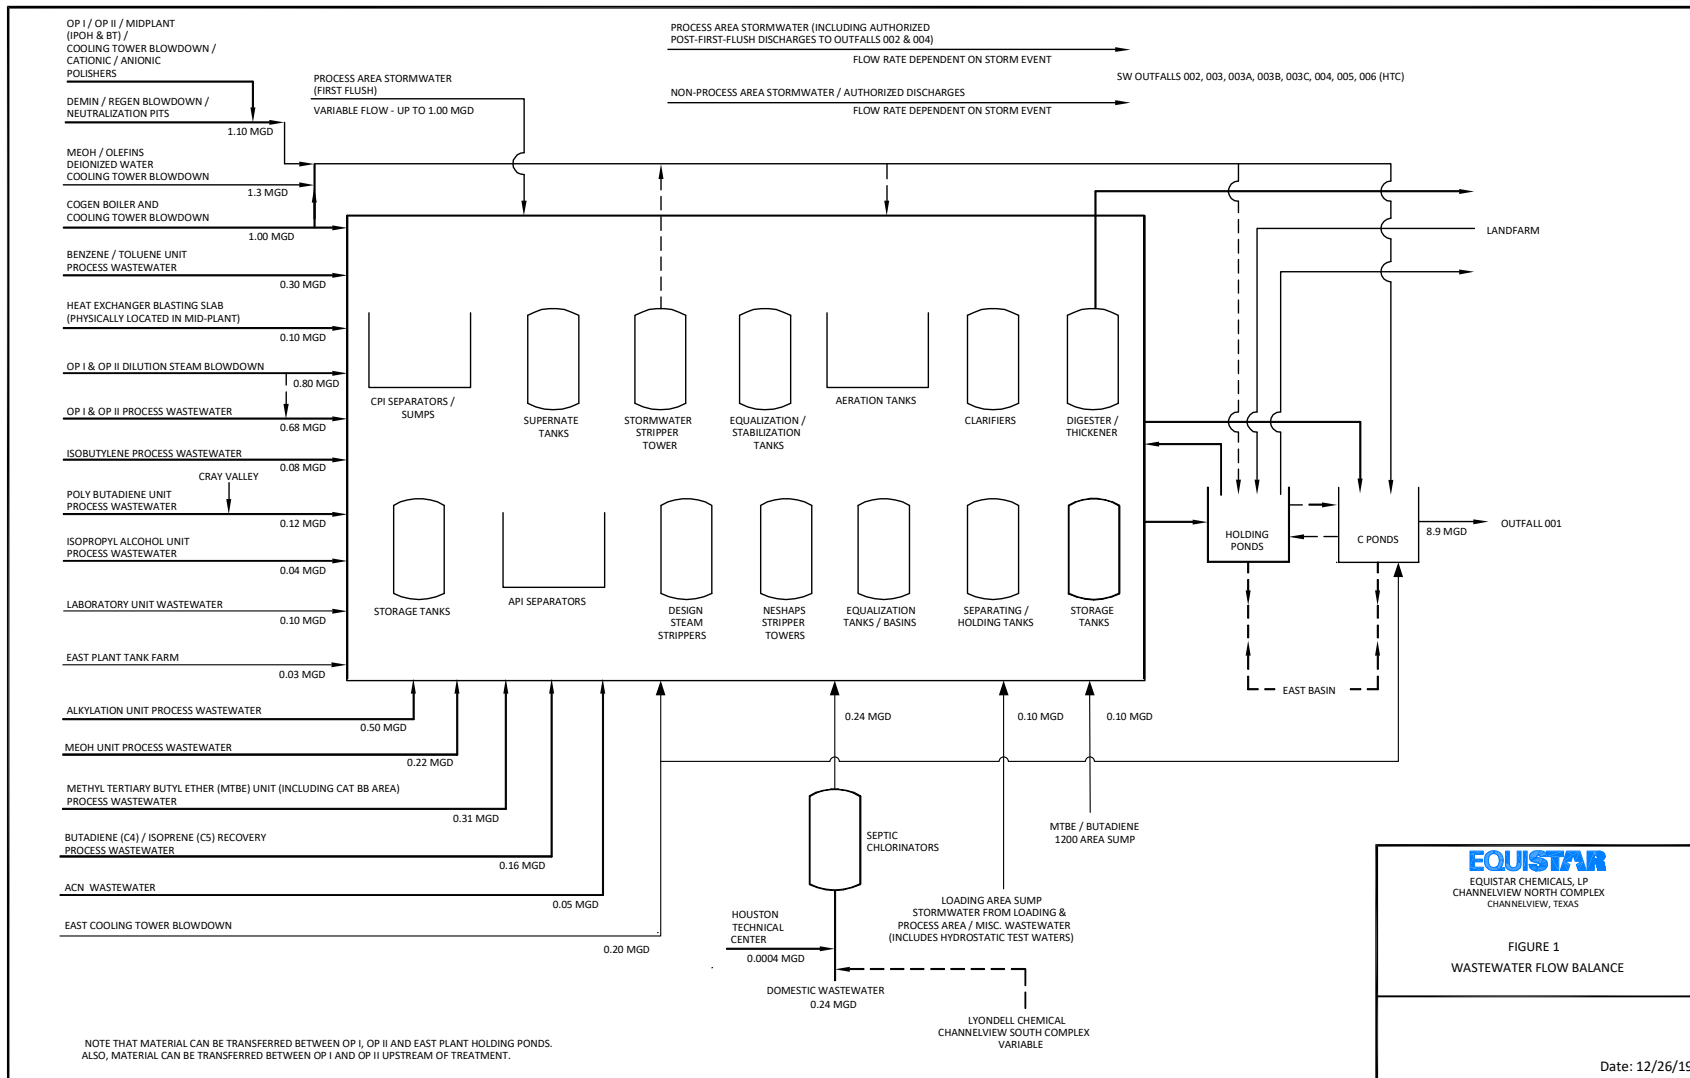 OP I / OP II / MIDPLANT
(IPOH & BT) /
COOLING TOWER BLOWDOWN /
CATIONIC / ANIONIC
POLISHERS
DEMIN / REGEN BLOWDOWN /
NEUTRALIZATION PITS
1.10 MGD
MEOH / OLEFINS
DEIONIZED WATER
COOLING TOWER BLOWDOWN
1.3 MGD
COGEN BOILER AND
COOLING TOWER BLOWDOWN
1.00 MGD
BENZENE / TOLUENE UNIT
PROCESS WASTEWATER
0.30 MGD
HEAT EXCHANGER BLASTING SLAB
(PHYSICALLY LOCATED IN MID-PLANT)
0.10 MGD
OP I & OP II DILUTION STEAM BLOWDOWN
0.80 MGD
OP I & OP II PROCESS WASTEWATER
0.68 MGD
ISOBUTYLENE PROCESS WASTEWATER
0.08 MGD
CRAY VALLEY
POLY BUTADIENE UNIT
PROCESS WASTEWATER
0.12 MGD
ISOPROPYL ALCOHOL UNIT
PROCESS WASTEWATER
0.04 MGD
LABORATORY UNIT WASTEWATER
0.10 MGD
EAST PLANT TANK FARM
0.03 MGD
ALKYLATION UNIT PROCESS WASTEWATER
0.50 MGD
MEOH UNIT PROCESS WASTEWATER
0.22 MGD
METHYL TERTIARY BUTYL ETHER (MTBE) UNIT (INCLUDING CAT BB AREA)
PROCESS WASTEWATER
0.31 MGD
BUTADIENE (C4) / ISOPRENE (C5) RECOVERY
PROCESS WASTEWATER
0.16 MGD
ACN WASTEWATER
0.05 MGD
EAST COOLING TOWER BLOWDOWN
0.20 MGD
PROCESS AREA STORMWATER
(FIRST FLUSH)
VARIABLE FLOW - UP TO 1.00 MGD
PROCESS AREA STORMWATER (INCLUDING AUTHORIZED
POST-FIRST-FLUSH DISCHARGES TO OUTFALLS 002 & 004)
FLOW RATE DEPENDENT ON STORM EVENT
NON-PROCESS AREA STORMWATER / AUTHORIZED DISCHARGES
FLOW RATE DEPENDENT ON STORM EVENT
SW OUTFALLS 002, 003, 003A, 003B, 003C, 004, 005, 006 (HTC)
LANDFARM
CPI SEPARATORS /
SUMPS
SUPERNATE
TANKS
STORMWATER
STRIPPER
TOWER
EQUALIZATION /
STABILIZATION
TANKS
AERATION TANKS
CLARIFIERS
DIGESTER /
THICKENER
STORAGE TANKS
API SEPARATORS
DESIGN
STEAM
STRIPPERS
NESHAPS
STRIPPER
TOWERS
EQUALIZATION
TANKS / BASINS
SEPARATING /
HOLDING TANKS
STORAGE
TANKS
HOLDING
PONDS
C PONDS
8.9 MGD
OUTFALL 001
EAST BASIN
0.24 MGD
0.10 MGD
0.10 MGD
SEPTIC
CHLORINATORS
MTBE / BUTADIENE
1200 AREA SUMP
LOADING AREA SUMP
STORMWATER FROM LOADING &
PROCESS AREA / MISC. WASTEWATER
(INCLUDES HYDROSTATIC TEST WATERS)
HOUSTON
TECHNICAL
CENTER
0.0004 MGD
DOMESTIC WASTEWATER
0.24 MGD
LYONDELL CHEMICAL
CHANNELVIEW SOUTH COMPLEX
VARIABLE
NOTE THAT MATERIAL CAN BE TRANSFERRED BETWEEN OP I, OP II AND EAST PLANT HOLDING PONDS.
ALSO, MATERIAL CAN BE TRANSFERRED BETWEEN OP I AND OP II UPSTREAM OF TREATMENT.
EQUISTAR
EQUISTAR CHEMICALS, LP
CHANNELVIEW NORTH COMPLEX
CHANNELVIEW, TEXAS
FIGURE 1
WASTEWATER FLOW BALANCE
Date: 12/26/19